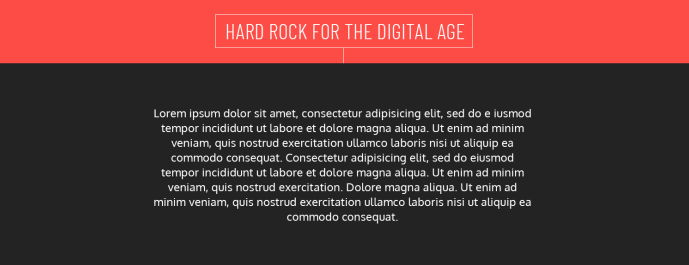 HARD ROCK FOR THE DIGITAL AGE
Lorem ipsum dolor sit amet, consectetur adipisicing elit, sed do e iusmod
tempor incididunt ut labore et dolore magna aliqua. Ut enim ad minim
veniam, quis nostrud exercitation ullamco laboris nisi ut aliquip ea
commodo consequat. Consectetur adipisicing elit, sed do eiusmod
tempor incididunt ut labore et dolore magna aliqua. Ut enim ad minim
veniam, quis nostrud exercitation. Dolore magna aliqua. Ut enim ad
minim veniam, quis nostrud exercitation ullamco laboris nisi ut aliquip ea
commodo consequat.